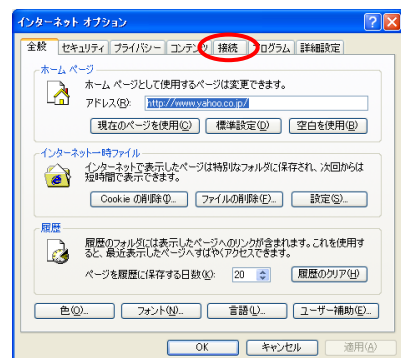 インターネット オプション
全般 セキュリティ プライバシー コンテンツ 接続 プログラム 詳細設定
ホーム ページ
ホーム ページとして使用するページは変更できます。
アドレス(R): http://www.yahoo.co.jp/
現在のページを使用(C) 標準設定(D) 空白を使用(B)
インターネット一時ファイル
インターネットで表示したページは特別なフォルダに保存され、次回からは
短時間で表示できます。
Cookie の削除(I)... ファイルの削除(F)... 設定(S)...
履歴
履歴のフォルダには表示したページへのリンクが含まれます。これを使用す
ると、最近表示したページへすばやくアクセスできます。
ページを履歴に保存する日数(K): 20 履歴のクリア(H)
色(O)... フォント(N)... 言語(L)... ユーザー補助(E)...
OK キャンセル 適用(A)